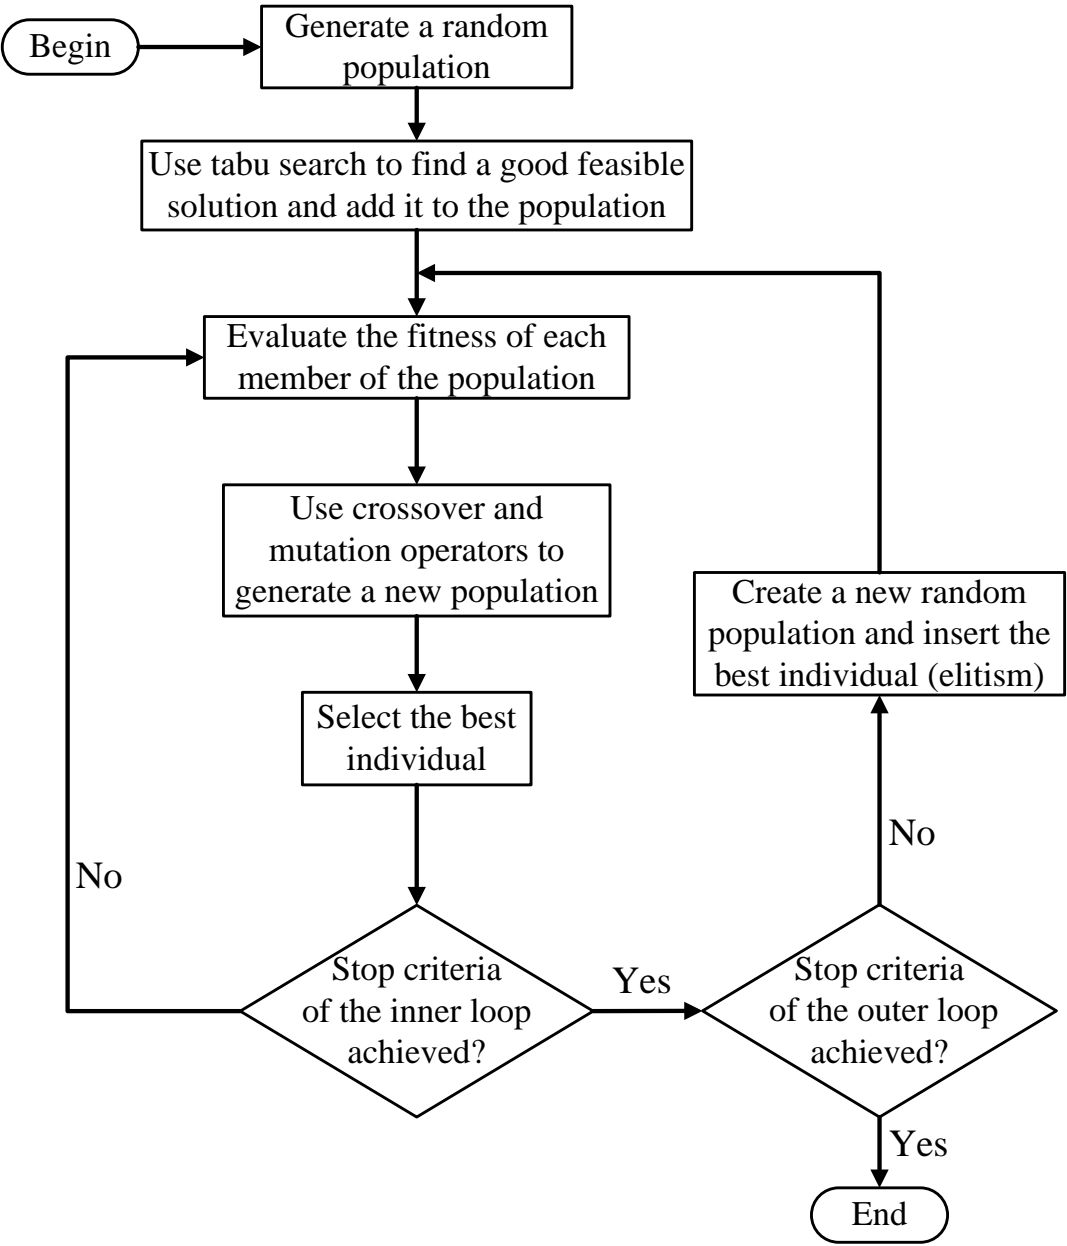 Begin
Generate a random
population
Use tabu search to find a good feasible
solution and add it to the population
Evaluate the fitness of each
member of the population
Use crossover and
mutation operators to
generate a new population
Create a new random
population and insert the
best individual (elitism)
Select the best
individual
No
No
Stop criteria
of the inner loop
achieved?
Yes
Stop criteria
of the outer loop
achieved?
Yes
End